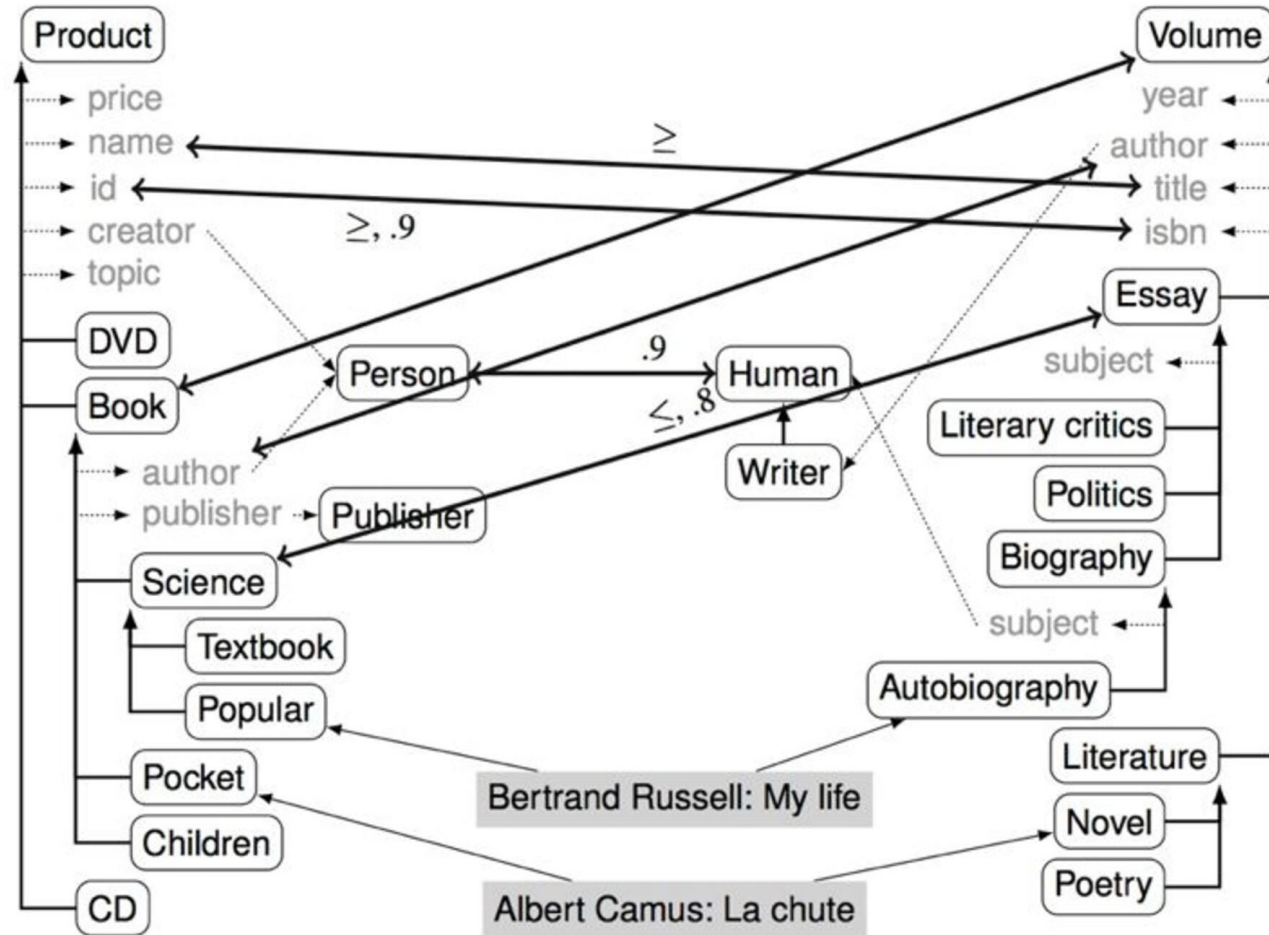 Product
price
name
id
creator
topic
DVD
Book
author
publisher
Publisher
Science
Textbook
Popular
Pocket
Children
CD
≥
≥, .9
.9
≤, .8
Person
Human
Writer
Bertrand Russell: My life
Albert Camus: La chute
Volume
year
author
title
isbn
Essay
subject
Literary critics
Politics
Biography
subject
Autobiography
Literature
Novel
Poetry